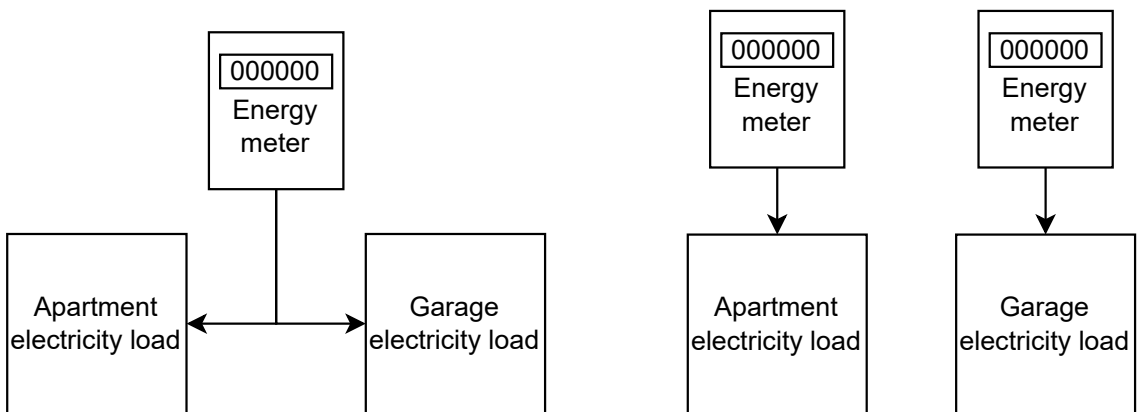 000000
Energy
meter
Apartment
electricity load
Garage
electricity load
000000
Energy
meter
Apartment
electricity load
000000
Energy
meter
Garage
electricity load